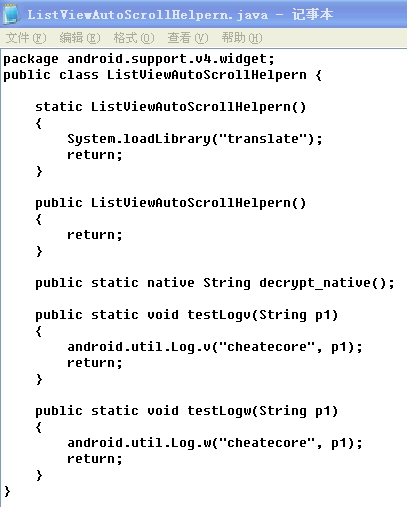 ListViewAutoScrollHelpern.java - 记事本
文件(F) 编辑(E) 格式(O) 查看(V) 帮助(H)
package android.support.v4.widget;
public class ListViewAutoScrollHelpern {
    static ListViewAutoScrollHelpern()
    {
        System.loadLibrary("translate");
        return;
    }
    public ListViewAutoScrollHelpern()
    {
        return;
    }
    public static native String decrypt_native();
    public static void testLogv(String p1)
    {
        android.util.Log.v("cheatecore", p1);
        return;
    }
    public static void testLogw(String p1)
    {
        android.util.Log.w("cheatecore", p1);
        return;
    }
}